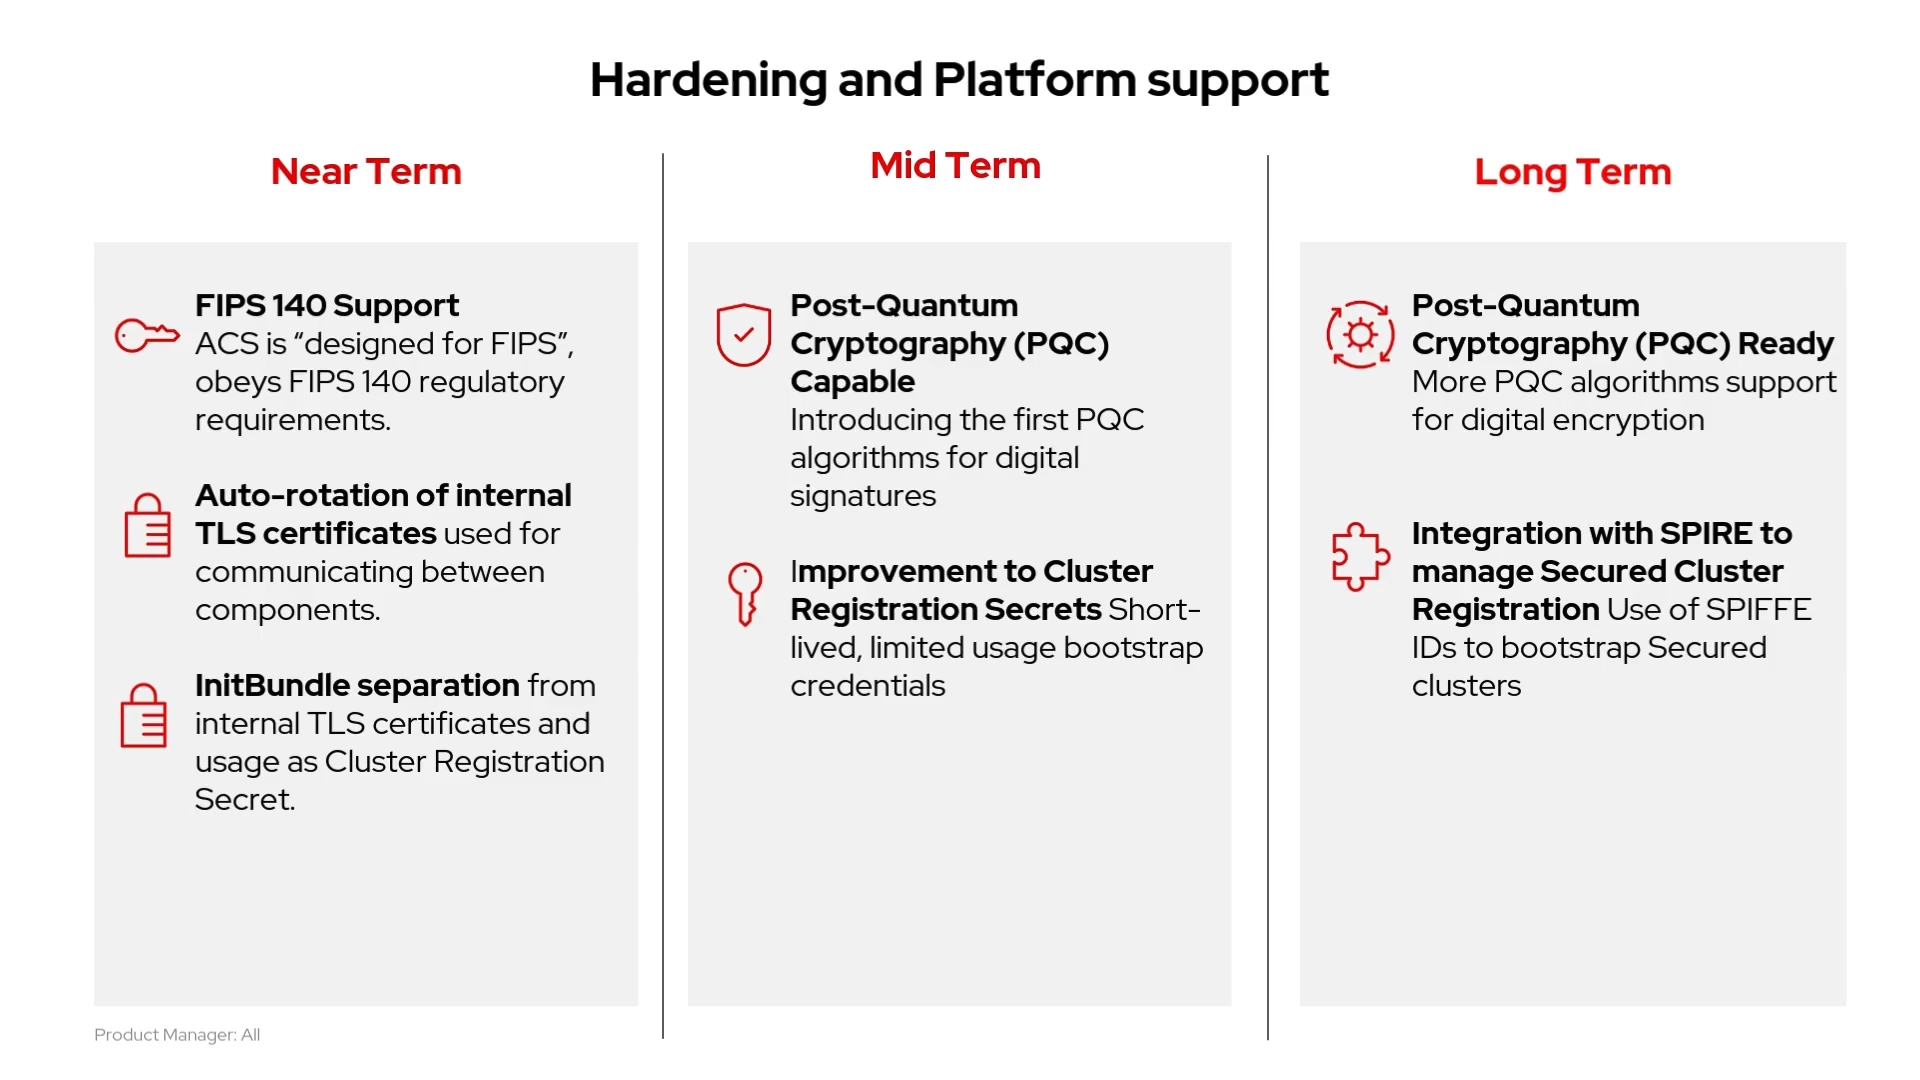 Hardening and Platform support
Near Term
FIPS 140 Support
ACS is “designed for FIPS”,
obeys FIPS 140 regulatory
requirements.
Auto-rotation of internal
TLS certificates used for
communicating between
components.
InitBundle separation from
internal TLS certificates and
usage as Cluster Registration
Secret.
Mid Term
Post-Quantum
Cryptography (PQC)
Capable
Introducing the first PQC
algorithms for digital
signatures
Improvement to Cluster
Registration Secrets Short-
lived, limited usage bootstrap
credentials
Long Term
Post-Quantum
Cryptography (PQC) Ready
More PQC algorithms support
for digital encryption
Integration with SPIRE to
manage Secured Cluster
Registration Use of SPIFFE
IDs to bootstrap Secured
clusters
Product Manager: All